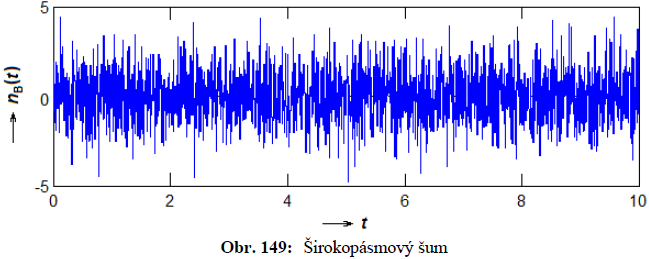 5
0
-5
n_B(t)
0 2 4 6 8 10
t
Obr. 149: Širokopásmový šum